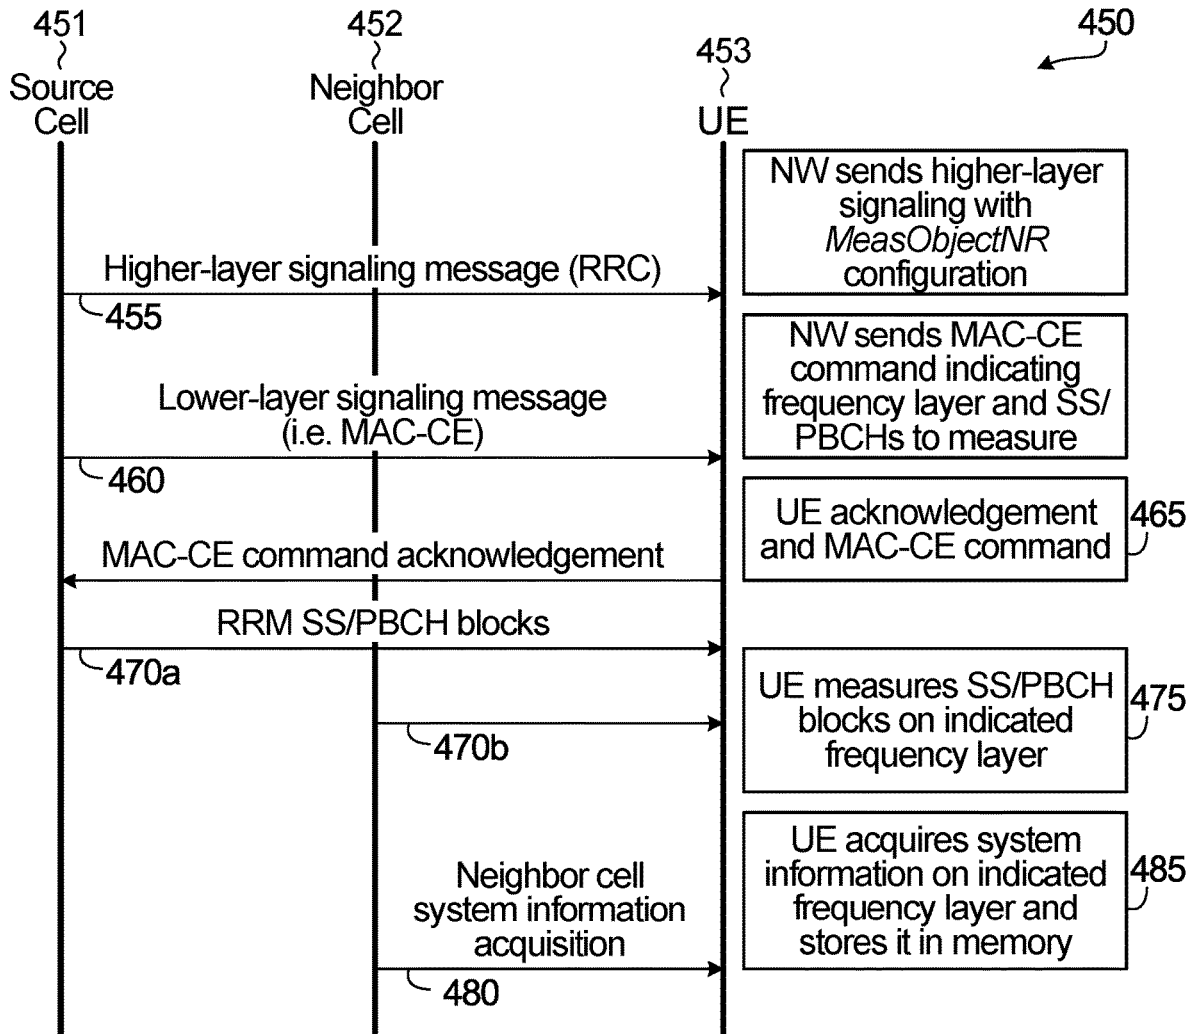 451
452
453
450
Source
Cell
Neighbor
Cell
UE
NW sends higher-layer
signaling with
MeasObjectNR
configuration
Higher-layer signaling message (RRC)
455
NW sends MAC-CE
command indicating
frequency layer and SS/
PBCHs to measure
Lower-layer signaling message
(i.e. MAC-CE)
460
UE acknowledgement
and MAC-CE command
465
MAC-CE command acknowledgement
RRM SS/PBCH blocks
470a
UE measures SS/PBCH
blocks on indicated
frequency layer
475
470b
UE acquires system
information on indicated
frequency layer and
stores it in memory
485
Neighbor cell
system information
acquisition
480